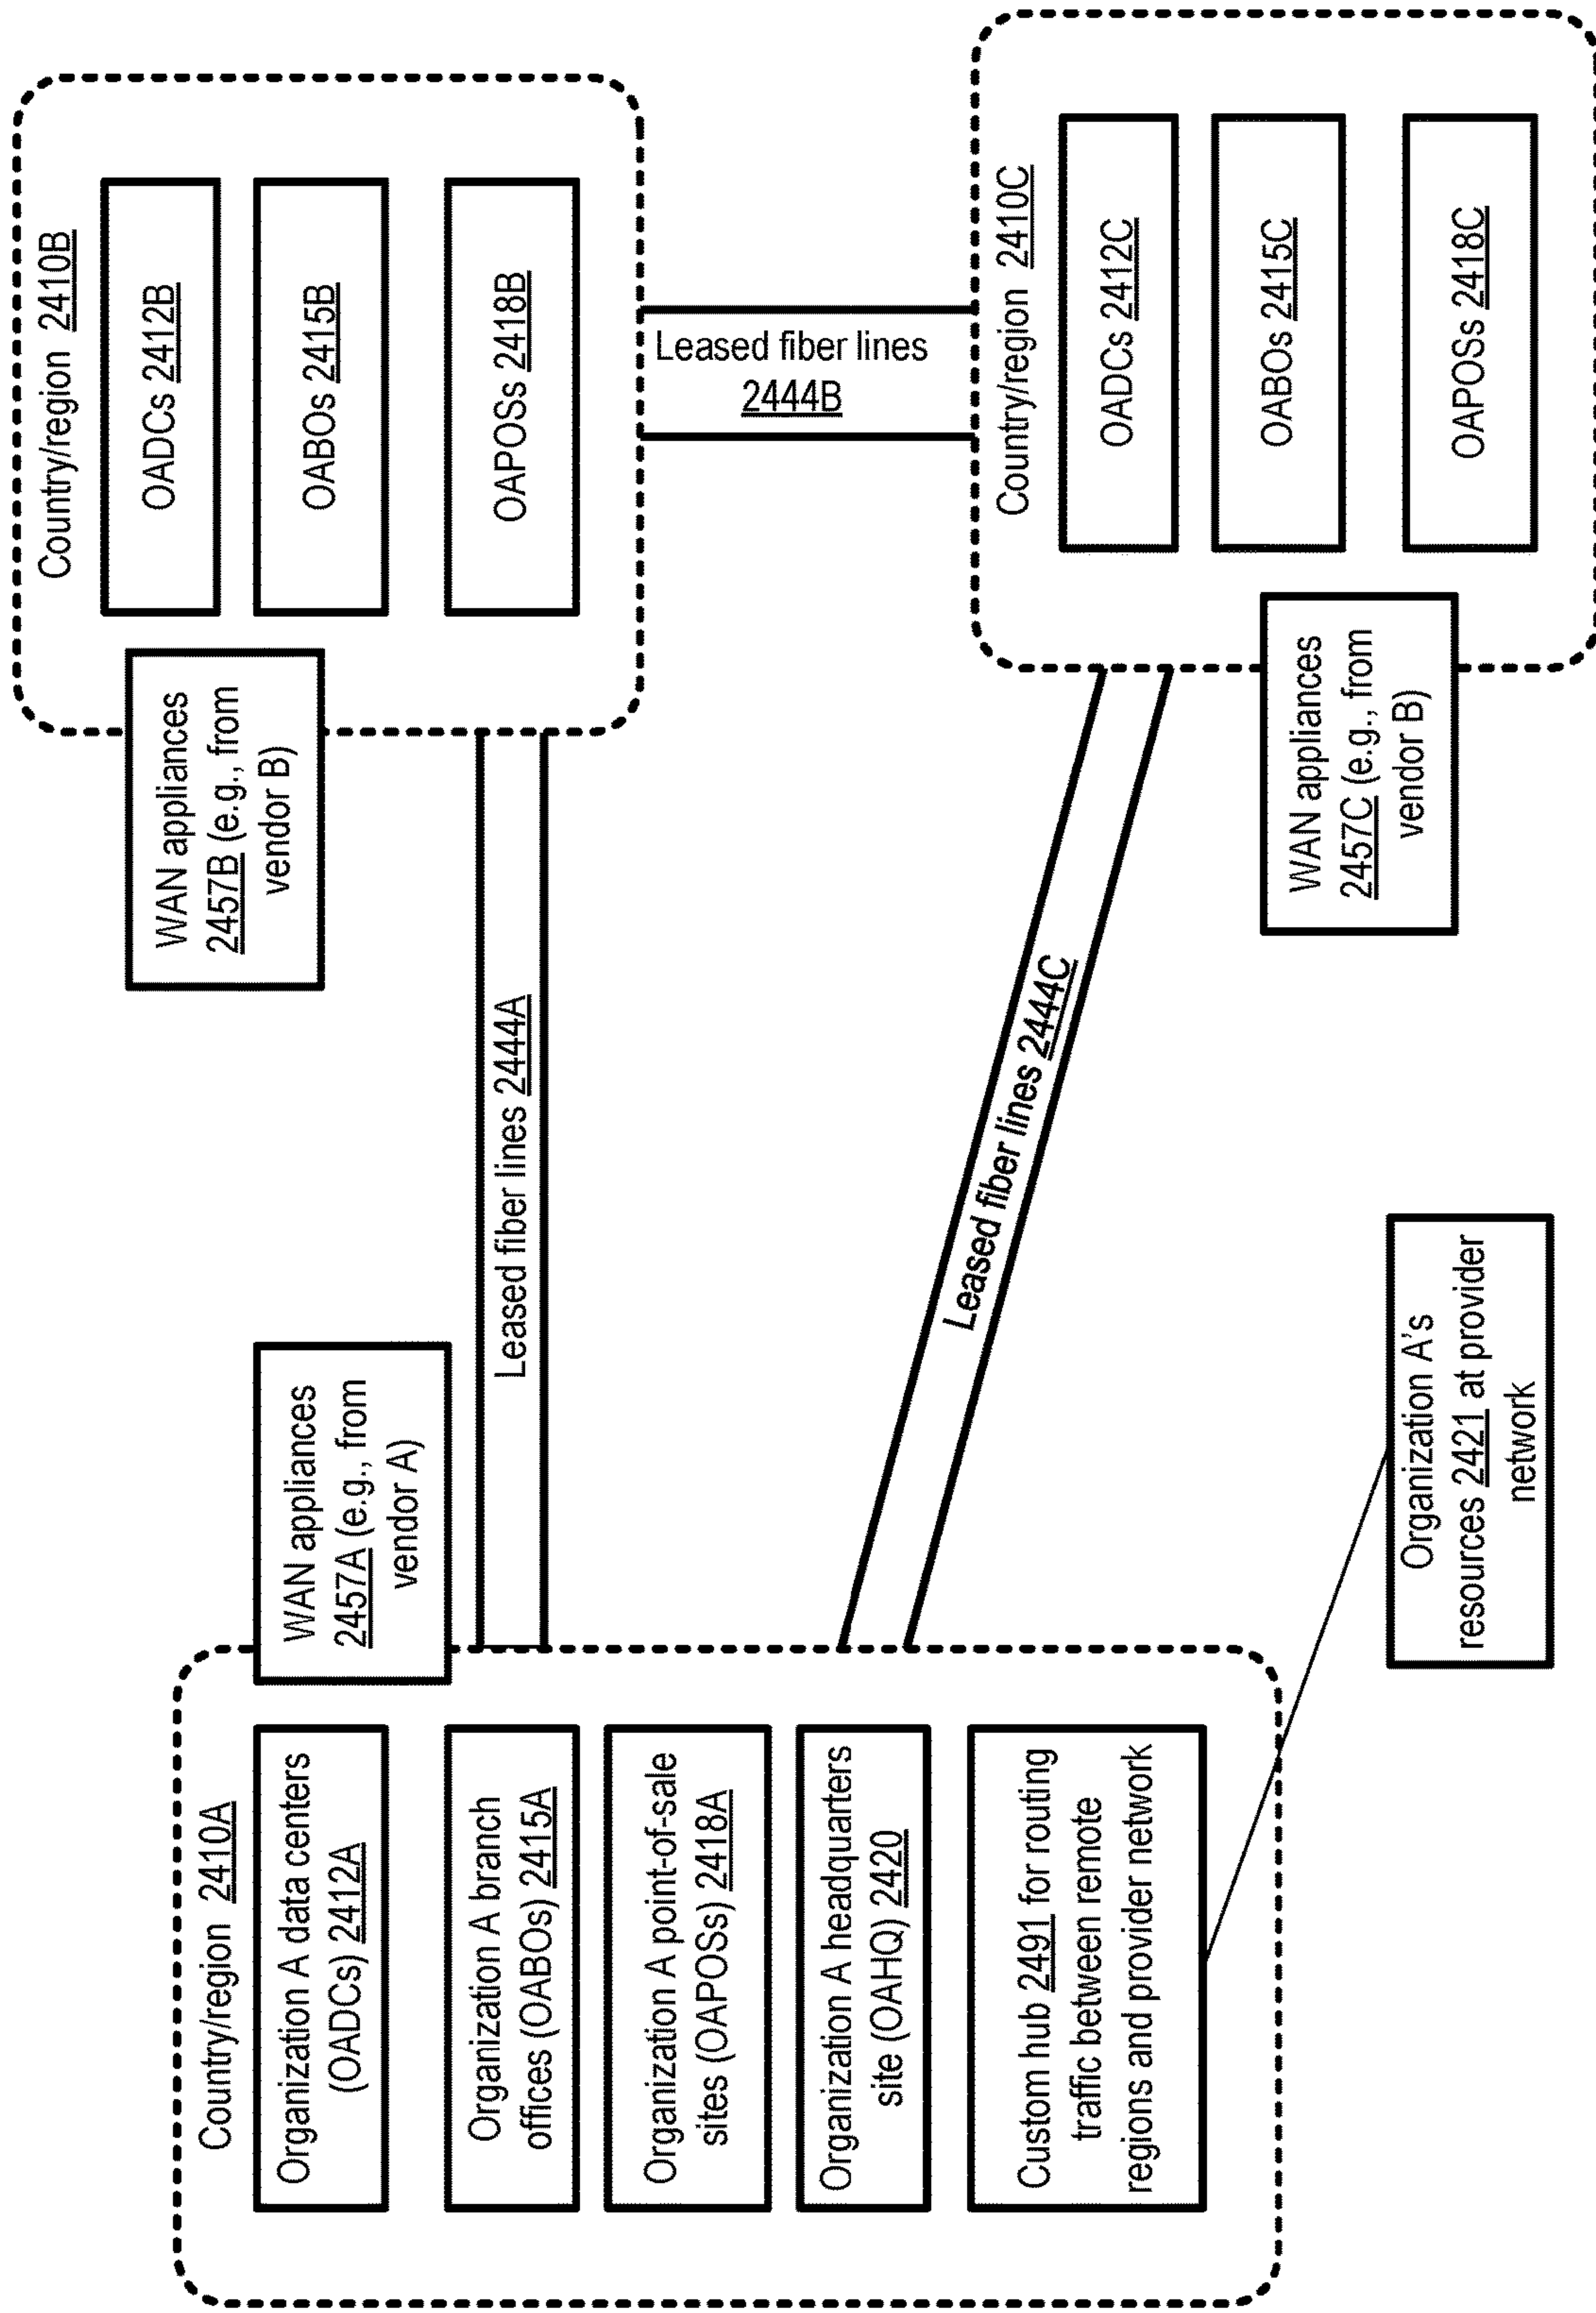 Country/region 2410A
Organization A data centers
(OADCs) 2412A
Organization A branch
offices (OABOs) 2415A
Organization A point-of-sale
sites (OAPOSs) 2418A
Organization A headquarters
site (OAHQ) 2420
Custom hub 2491 for routing
traffic between remote
regions and provider network
WAN appliances
2457A (e.g., from
vendor A)
Leased fiber lines 2444A
WAN appliances
2457B (e.g., from
vendor B)
Country/region 2410B
OADCs 2412B
OABOs 2415B
OAPOSs 2418B
Leased fiber lines
2444B
Leased fiber lines 2444C
Country/region 2410C
OADCs 2412C
OABOs 2415C
OAPOSs 2418C
WAN appliances
2457C (e.g., from
vendor B)
Organization A's
resources 2421 at provider
network